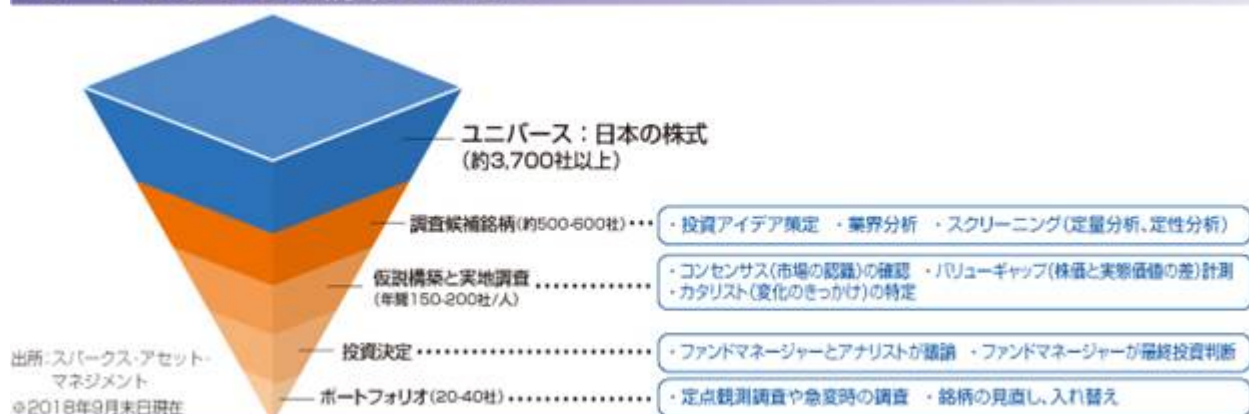 ユニバース：日本の株式
(約3,700社以上)
調査候補銘柄(約500-600社)
・投資アイデア策定 ・業界分析 ・スクリーニング(定量分析、定性分析)
仮説構築と実地調査
(年間150-200社/人)
・コンセンサス(市場の認識)の確認 ・バリューギャップ(株価と実態価値の差)計測
・カタリスト(変化のきっかけ)の特定
投資決定
・ファンドマネージャーとアナリストが議論 ・ファンドマネージャーが最終投資判断
ポートフォリオ(20-40社)
・定点観測調査や急変時の調査 ・銘柄の見直し、入れ替え
出所：スパークス・アセット・
マネジメント
※2018年9月末日現在